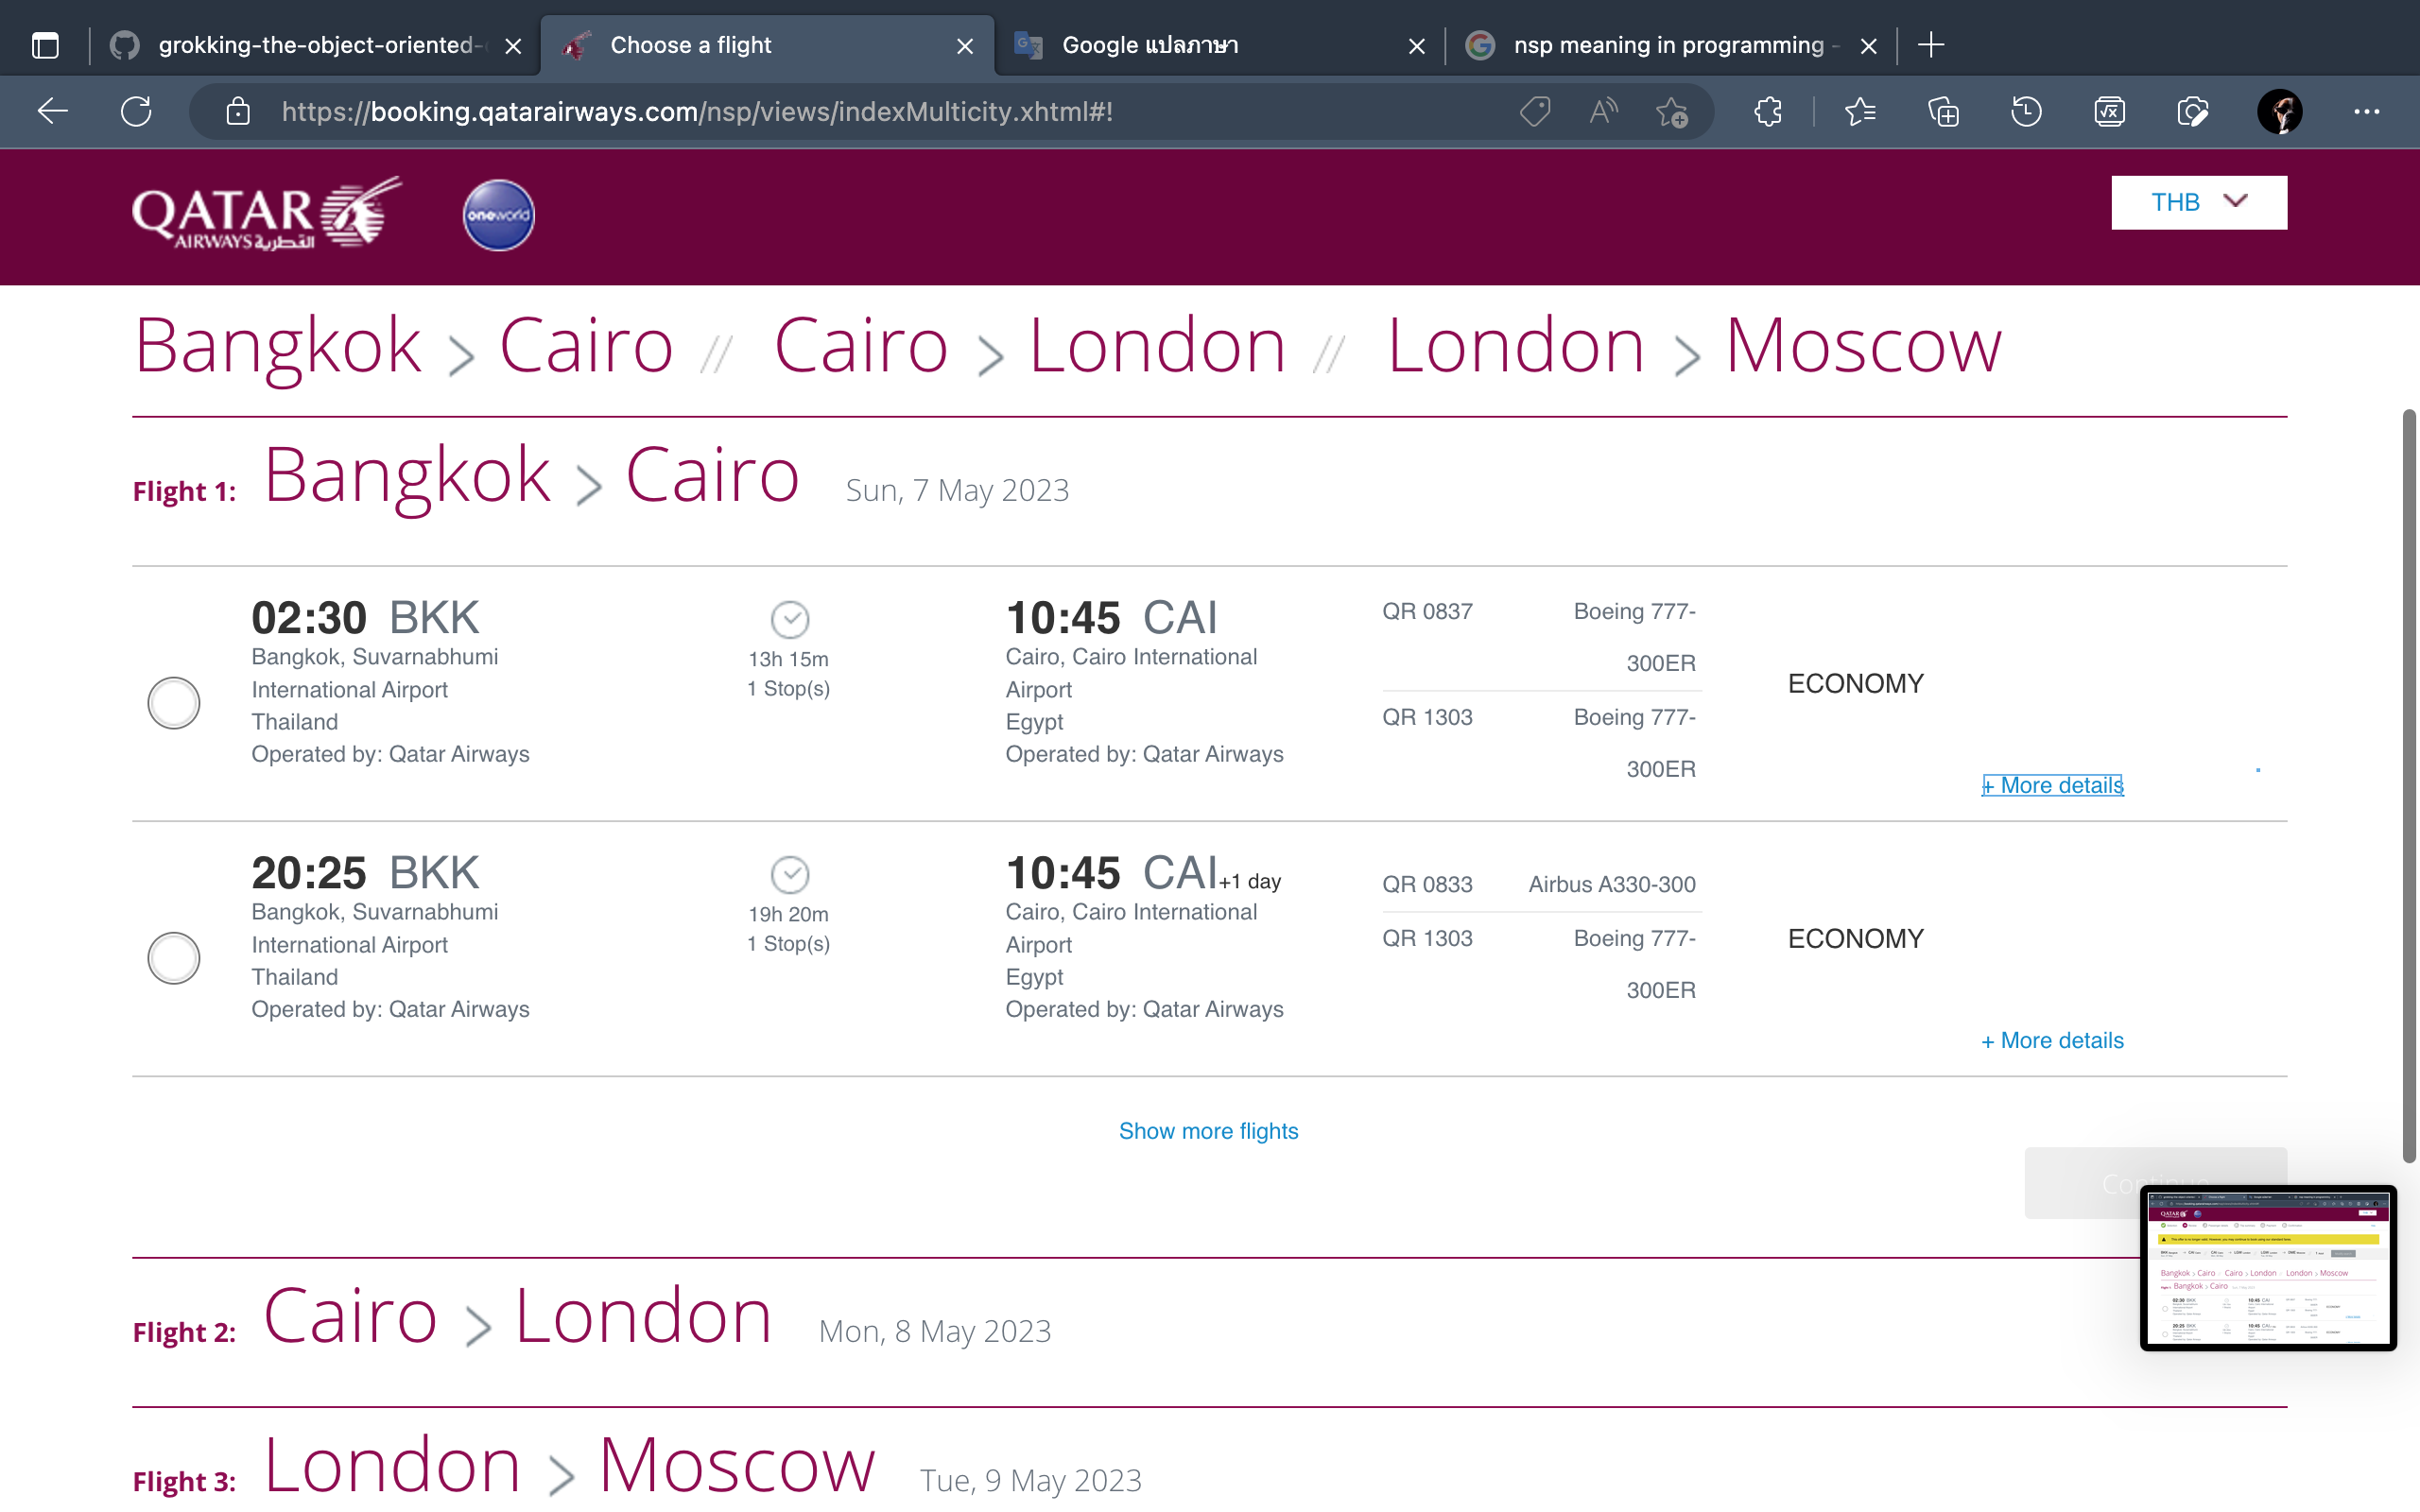 grokking-the-object-oriented-
Choose a flight
Google แปลภาษา
nsp meaning in programming -
https://booking.qatarairways.com/nsp/views/indexMulticity.xhtml#!
QATAR
AIRWAYS القطرية
oneworld
THB
Bangkok > Cairo // Cairo > London // London > Moscow
Flight 1: Bangkok > Cairo Sun, 7 May 2023
02:30 BKK
Bangkok, Suvarnabhumi
International Airport
Thailand
Operated by: Qatar Airways
13h 15m
1 Stop(s)
10:45 CAI
Cairo, Cairo International
Airport
Egypt
Operated by: Qatar Airways
QR 0837 Boeing 777-
300ER
QR 1303 Boeing 777-
300ER
ECONOMY
+ More details
20:25 BKK
Bangkok, Suvarnabhumi
International Airport
Thailand
Operated by: Qatar Airways
19h 20m
1 Stop(s)
10:45 CAI+1 day
Cairo, Cairo International
Airport
Egypt
Operated by: Qatar Airways
QR 0833 Airbus A330-300
QR 1303 Boeing 777-
300ER
ECONOMY
+ More details
Show more flights
Continue
Flight 2: Cairo > London Mon, 8 May 2023
Flight 3: London > Moscow Tue, 9 May 2023